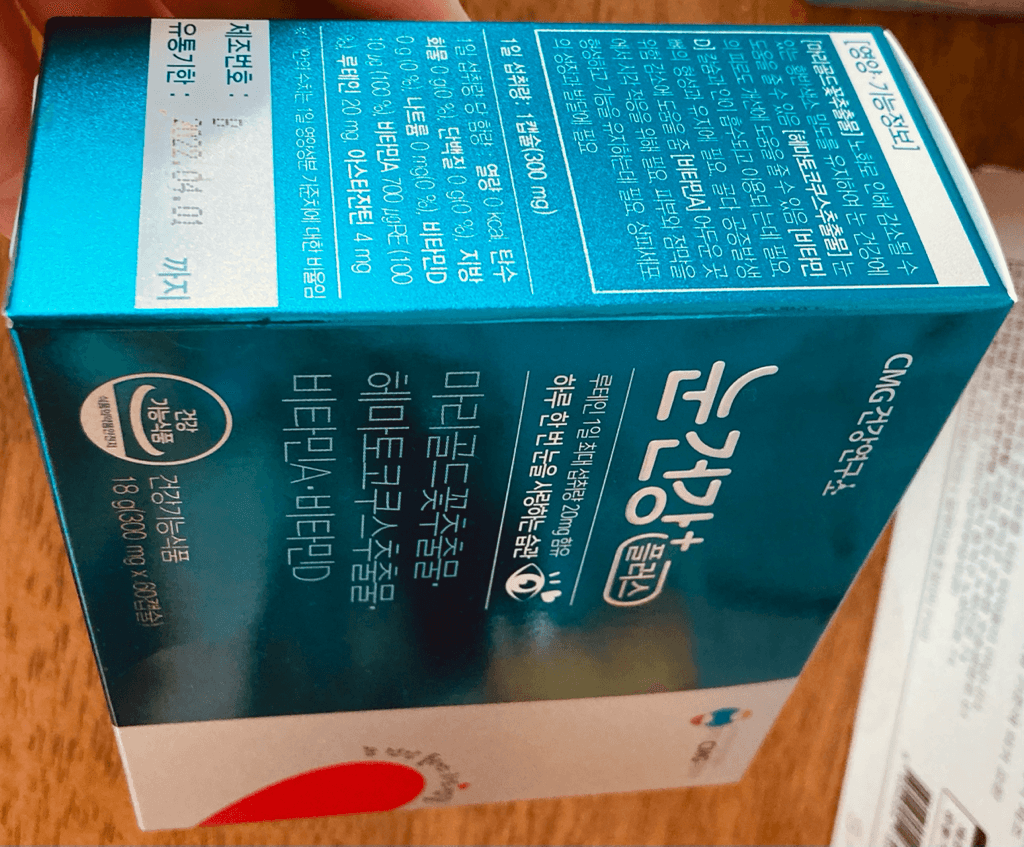 [영양·기능정보]
[마리골드꽃추출물] 노화로 인해 감소될 수
있는 황반색소 밀도를 유지하여 눈 건강에
도움을 줄 수 있음 [헤마토코쿠스추출물] 눈
의 피로도 개선에 도움을 줄 수 있음 [비타민
D] 칼슘과 인이 흡수되고 이용되는데 필요,
뼈의 형성과 유지에 필요, 골다공증발생
위험 감소에 도움을 줌 [비타민A] 어두운 곳
에서 시각 적응을 위해 필요, 피부와 점막을
형성하고 기능을 유지하는데 필요, 상피세포
의 성장과 발달에 필요
1일 섭취량: 1캡슐(300 mg)
1일 섭취량 당 함량: 열량 0 kcal, 탄수
화물 0 g(0 %), 단백질 0 g(0 %), 지방
0 g (0 %), 나트륨 0 mg(0 %), 비타민D
10 µg (100 %), 비타민A 700 µgRE (100
%), 루테인 20 mg, 아스타잔틴 4 mg
제조번호 :
유통기한 : 2022.04.01 까지
CMG 건강연구소
눈건강+
플러스
루테인 1일 최대 섭취량 20mg 함유
하루 한 번 눈을 사랑하는 습관
마리골드꽃추출물,
헤마토코쿠스추출물,
비타민A·비타민D
건강
기능식품
식품의약품안전처
건강기능식품
18 g(300 mg x 60캡슐)
CMG